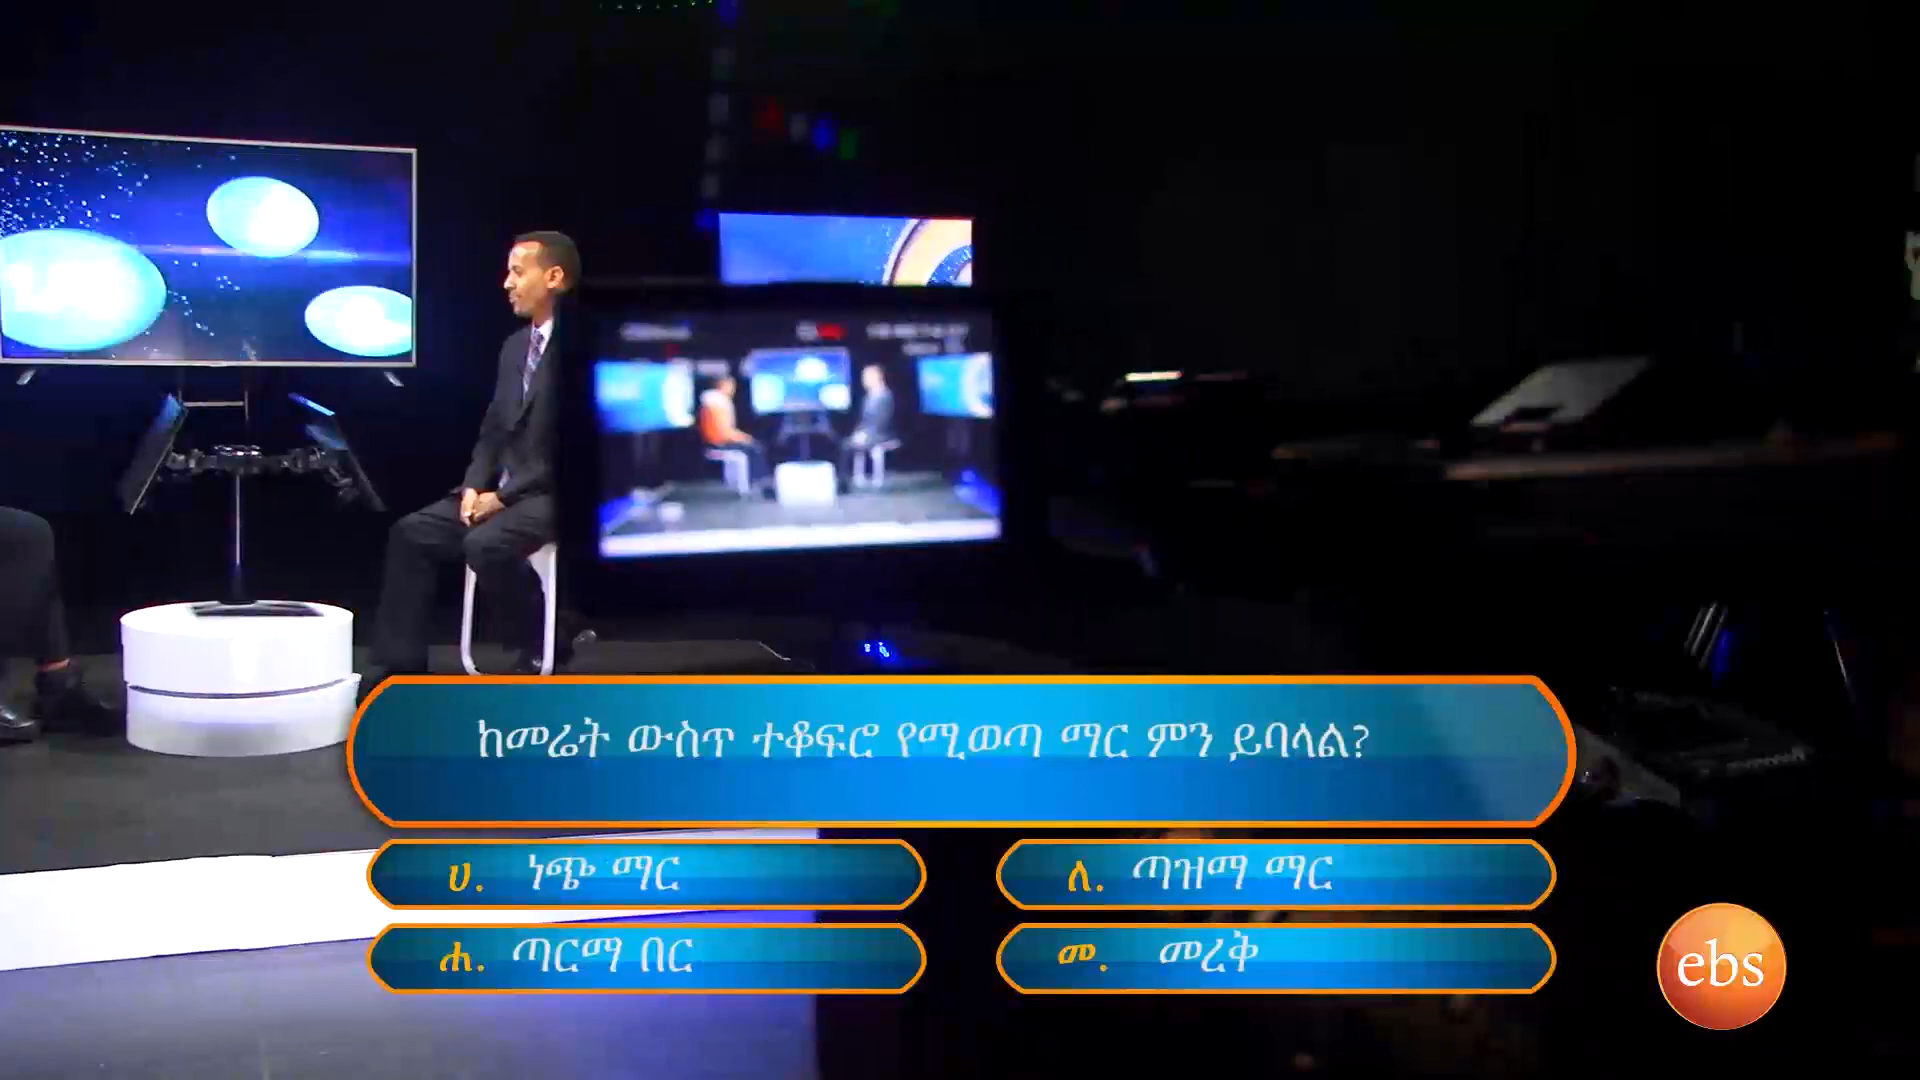 ከመሬት ውስጥ ተቆፍሮ የሚወጣ ማር ምን ይባላል?
ሀ. ነጭ ማር
ለ. ጣዝማ ማር
ሐ. ጣርማ በር
መ. መረቅ
ebs